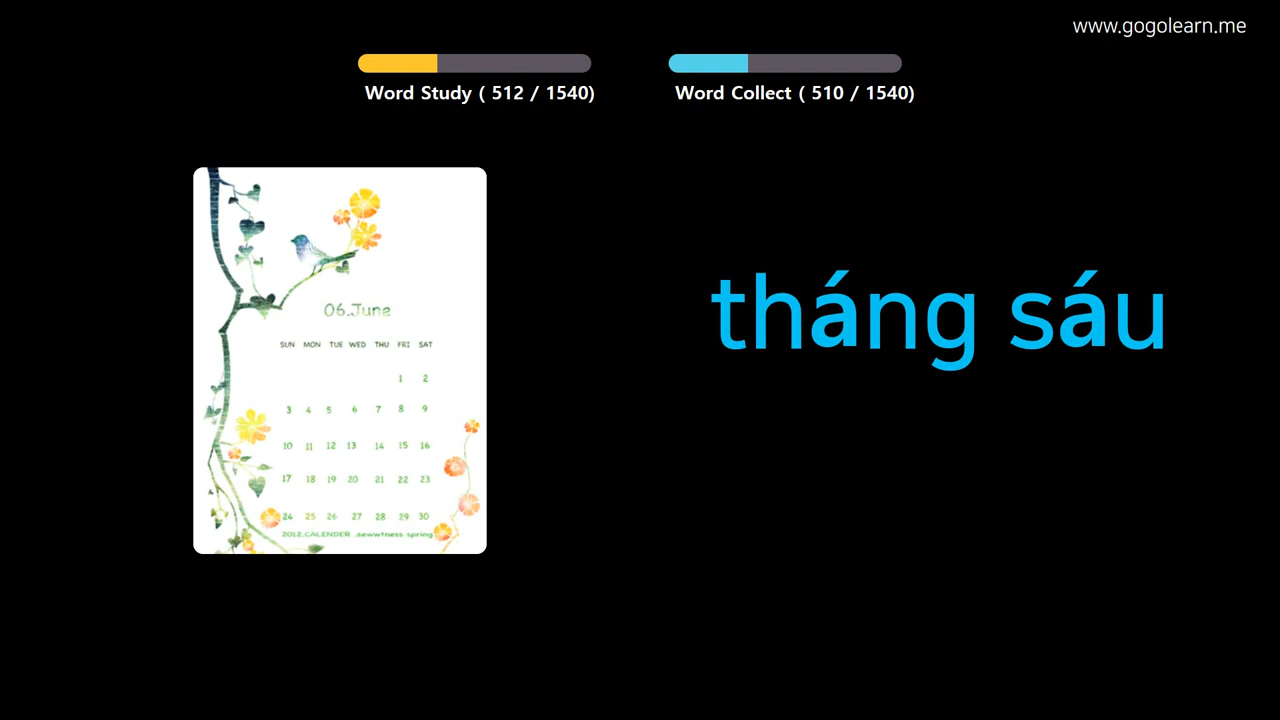 www.gogolearn.me
Word Study ( 512 / 1540)
Word Collect ( 510 / 1540)
06.June
SUN MON TUE WED THU FRI SAT
1 2
3 4 5 6 7 8 9
10 11 12 13 14 15 16
17 18 19 20 21 22 23
24 25 26 27 28 29 30
2012.CALENDER .sewwtness spring
tháng sáu